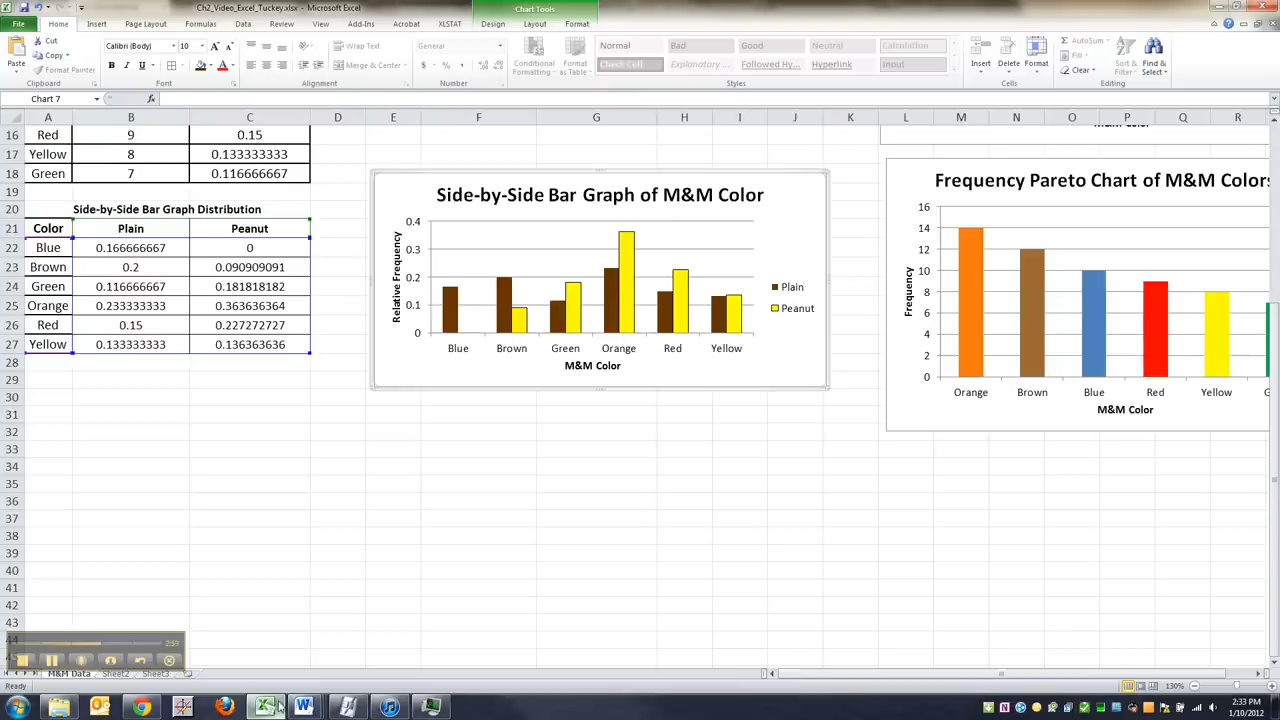 Ch2_Video_Excel_Tuckey.xlsx - Microsoft Excel
Chart Tools
File Home Insert Page Layout Formulas Data Review View Add-Ins Acrobat XLSTAT Design Layout Format
Cut
Copy
Format Painter
Paste
Calibri (Body) 10
B I U
Wrap Text
Merge & Center
General
$ % ,
Conditional Formatting
Format as Table
Normal Bad Good Neutral Calculation
Check Cell Explanatory ... Followed Hy... Hyperlink Input
Insert Delete Format
AutoSum
Fill
Clear
Sort & Filter
Find & Select
Clipboard Font Alignment Number Styles Cells Editing
Chart 7 fx
A B C D E F G H I J K L M N O P Q R
16 Red 9 0.15
17 Yellow 8 0.133333333
18 Green 7 0.116666667
19
20 Side-by-Side Bar Graph Distribution
21 Color Plain Peanut
22 Blue 0.166666667 0
23 Brown 0.2 0.090909091
24 Green 0.116666667 0.181818182
25 Orange 0.233333333 0.363636364
26 Red 0.15 0.227272727
27 Yellow 0.133333333 0.136363636
28
29
30
31
32
33
34
35
36
37
38
39
40
41
42
43
44
Side-by-Side Bar Graph of M&M Color
Relative Frequency
0.4
0.3
0.2
0.1
0
Blue Brown Green Orange Red Yellow
M&M Color
Plain
Peanut
Frequency Pareto Chart of M&M Colors
Frequency
16
14
12
10
8
6
4
2
0
Orange Brown Blue Red Yellow
M&M Color
2:59
M&M Data Sheet2 Sheet3
Ready
130%
2:33 PM
1/10/2012